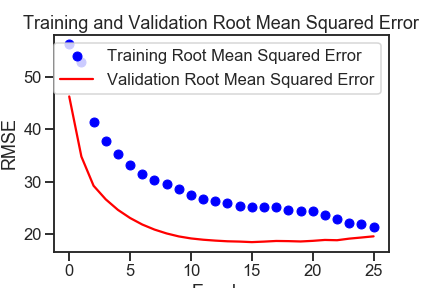 Training and Validation Root Mean Squared Error
Training Root Mean Squared Error
Validation Root Mean Squared Error
RMSE
50
40
30
20
0
5
10
15
20
25